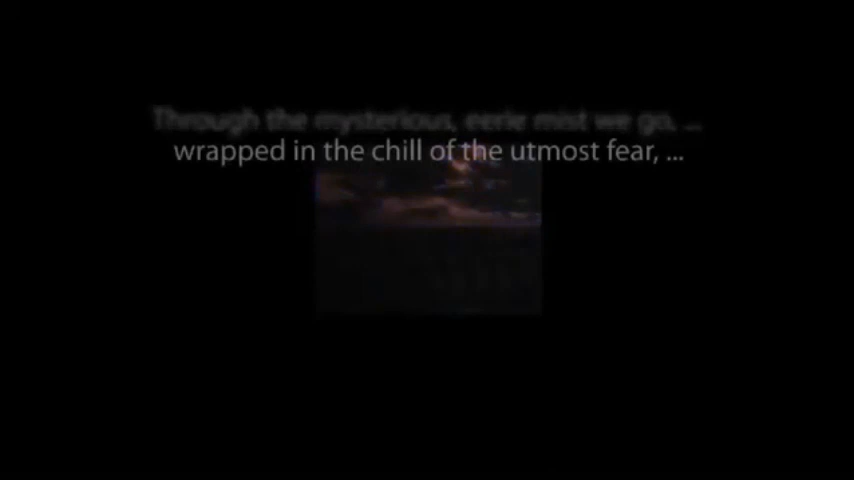 Through the mysterious, eerie mist we go, ...
wrapped in the chill of the utmost fear, ...